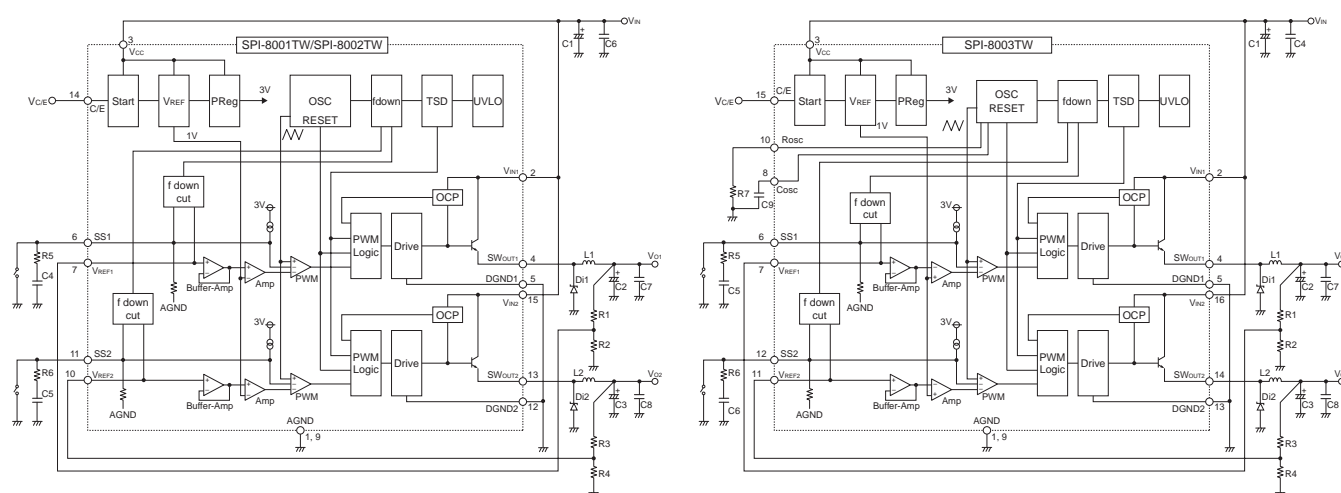 VIN
C1
+
C6
SPI-8001TW/SPI-8002TW
3
VCC
VC/E
14
C/E
Start
VREF
PReg
3V
OSC
RESET
fdown
TSD
UVLO
1V
VIN1
2
f down
cut
3V
OCP
PWM
Logic
Drive
6
SS1
R5
C4
7
VREF1
Buffer-Amp
Amp
PWM
SWOUT1
4
L1
VO1
DGND1
5
Di1
C2
+
C7
AGND
VIN2
15
R1
R2
f down
cut
3V
OCP
PWM
Logic
Drive
11
SS2
R6
C5
10
VREF2
Buffer-Amp
Amp
PWM
SWOUT2
13
L2
VO2
DGND2
12
Di2
C3
+
C8
AGND
AGND
1, 9
R3
R4
VIN
C1
+
C4
SPI-8003TW
3
VCC
VC/E
15
C/E
Start
VREF
PReg
3V
OSC
RESET
fdown
TSD
UVLO
1V
10
Rosc
8
Cosc
R7
C9
VIN1
2
f down
cut
3V
OCP
PWM
Logic
Drive
6
SS1
R5
C5
7
VREF1
Buffer-Amp
Amp
PWM
SWOUT1
4
L1
DGND1
5
Di1
C2
+
C7
AGND
VIN2
16
R1
R2
f down
cut
3V
OCP
PWM
Logic
Drive
12
SS2
R6
C6
11
VREF2
Buffer-Amp
Amp
PWM
SWOUT2
14
L2
DGND2
13
Di2
C3
+
C8
AGND
AGND
1, 9
R3
R4